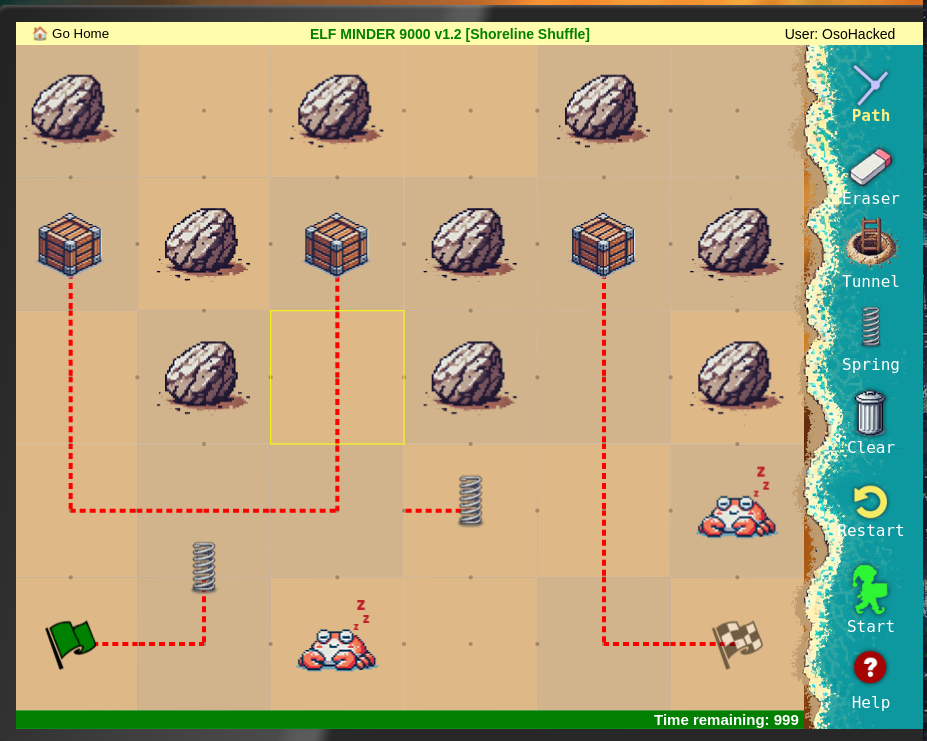 Go Home
ELF MINDER 9000 v1.2 [Shoreline Shuffle]
User: OsoHacked
Path
Eraser
Tunnel
Spring
Clear
Restart
Start
?
Help
z
z
z
z
z
z
Time remaining: 999